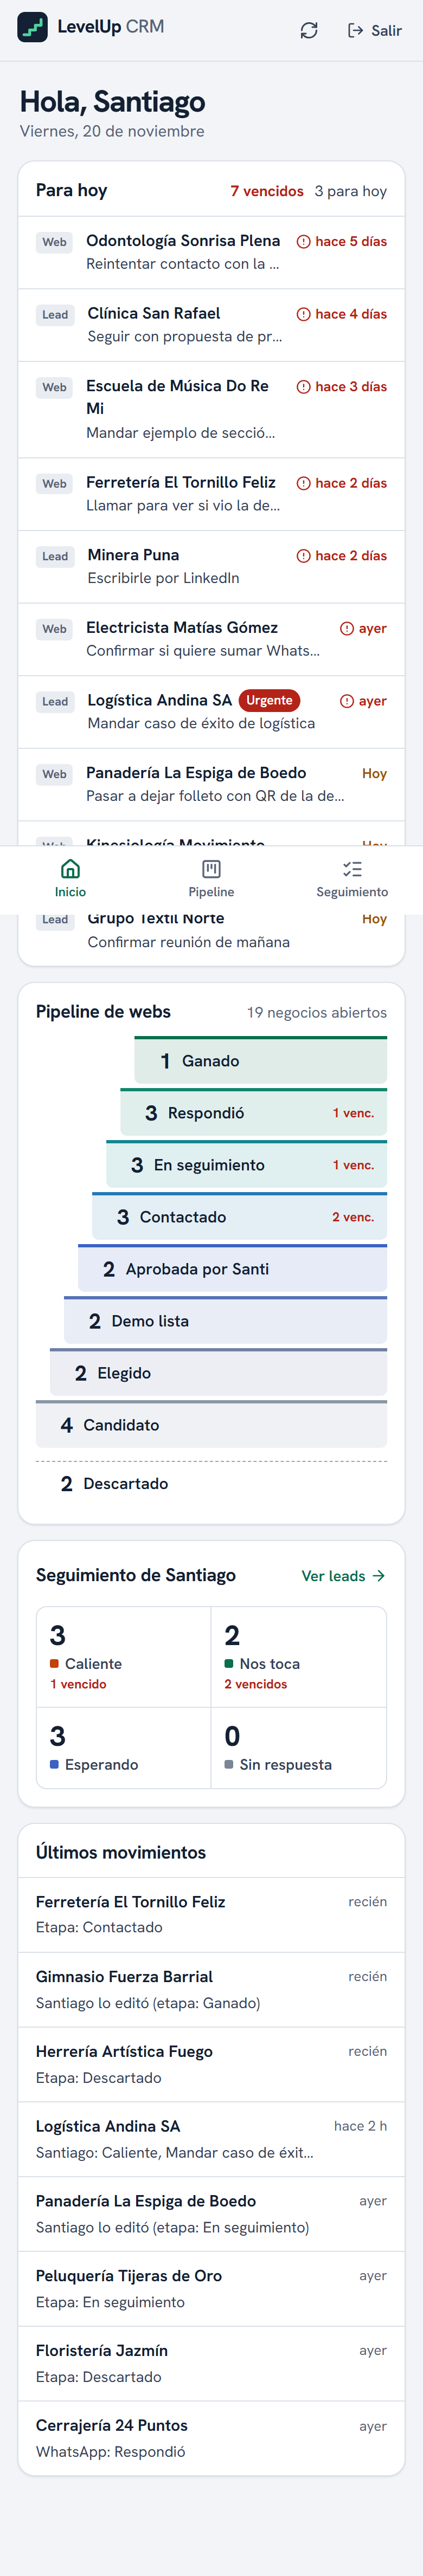 LevelUp CRM
Salir
Hola, Santiago
Viernes, 20 de noviembre
Para hoy
7 vencidos 3 para hoy
Web Odontología Sonrisa Plena hace 5 días
Reintentar contacto con la ...
Lead Clínica San Rafael hace 4 días
Seguir con propuesta de pr...
Web Escuela de Música Do Re hace 3 días
Mi
Mandar ejemplo de secció...
Web Ferretería El Tornillo Feliz hace 2 días
Llamar para ver si vio la de...
Lead Minera Puna hace 2 días
Escribirle por LinkedIn
Web Electricista Matías Gómez ayer
Confirmar si quiere sumar Whats...
Lead Logística Andina SA Urgente ayer
Mandar caso de éxito de logística
Web Panadería La Espiga de Boedo Hoy
Pasar a dejar folleto con QR de la de...
Web Kinesiología Movimiento Hoy
Inicio Pipeline Seguimiento
Lead Grupo Textil Norte Hoy
Confirmar reunión de mañana
Pipeline de webs 19 negocios abiertos
1 Ganado
3 Respondió 1 venc.
3 En seguimiento 1 venc.
3 Contactado 2 venc.
2 Aprobada por Santi
2 Demo lista
2 Elegido
4 Candidato
2 Descartado
Seguimiento de Santiago Ver leads
3
Caliente
1 vencido
2
Nos toca
2 vencidos
3
Esperando
0
Sin respuesta
Últimos movimientos
Ferretería El Tornillo Feliz recién
Etapa: Contactado
Gimnasio Fuerza Barrial recién
Santiago lo editó (etapa: Ganado)
Herrería Artística Fuego recién
Etapa: Descartado
Logística Andina SA hace 2 h
Santiago: Caliente, Mandar caso de éxit...
Panadería La Espiga de Boedo ayer
Santiago lo editó (etapa: En seguimiento)
Peluquería Tijeras de Oro ayer
Etapa: En seguimiento
Floristería Jazmín ayer
Etapa: Descartado
Cerrajería 24 Puntos ayer
WhatsApp: Respondió